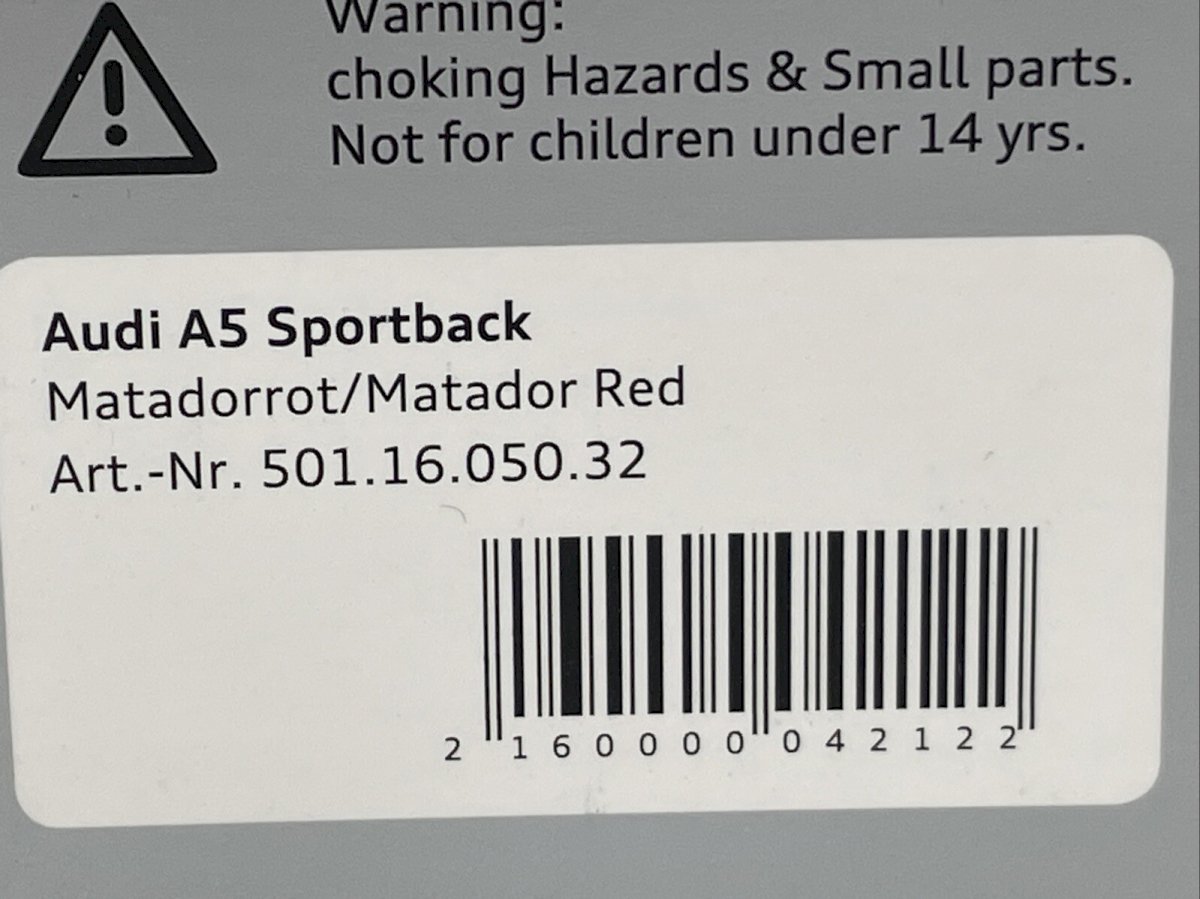 Warning:
choking Hazards & Small parts.
Not for children under 14 yrs.
Audi A5 Sportback
Matadorrot/Matador Red
Art.-Nr. 501.16.050.32
2 160000 042122